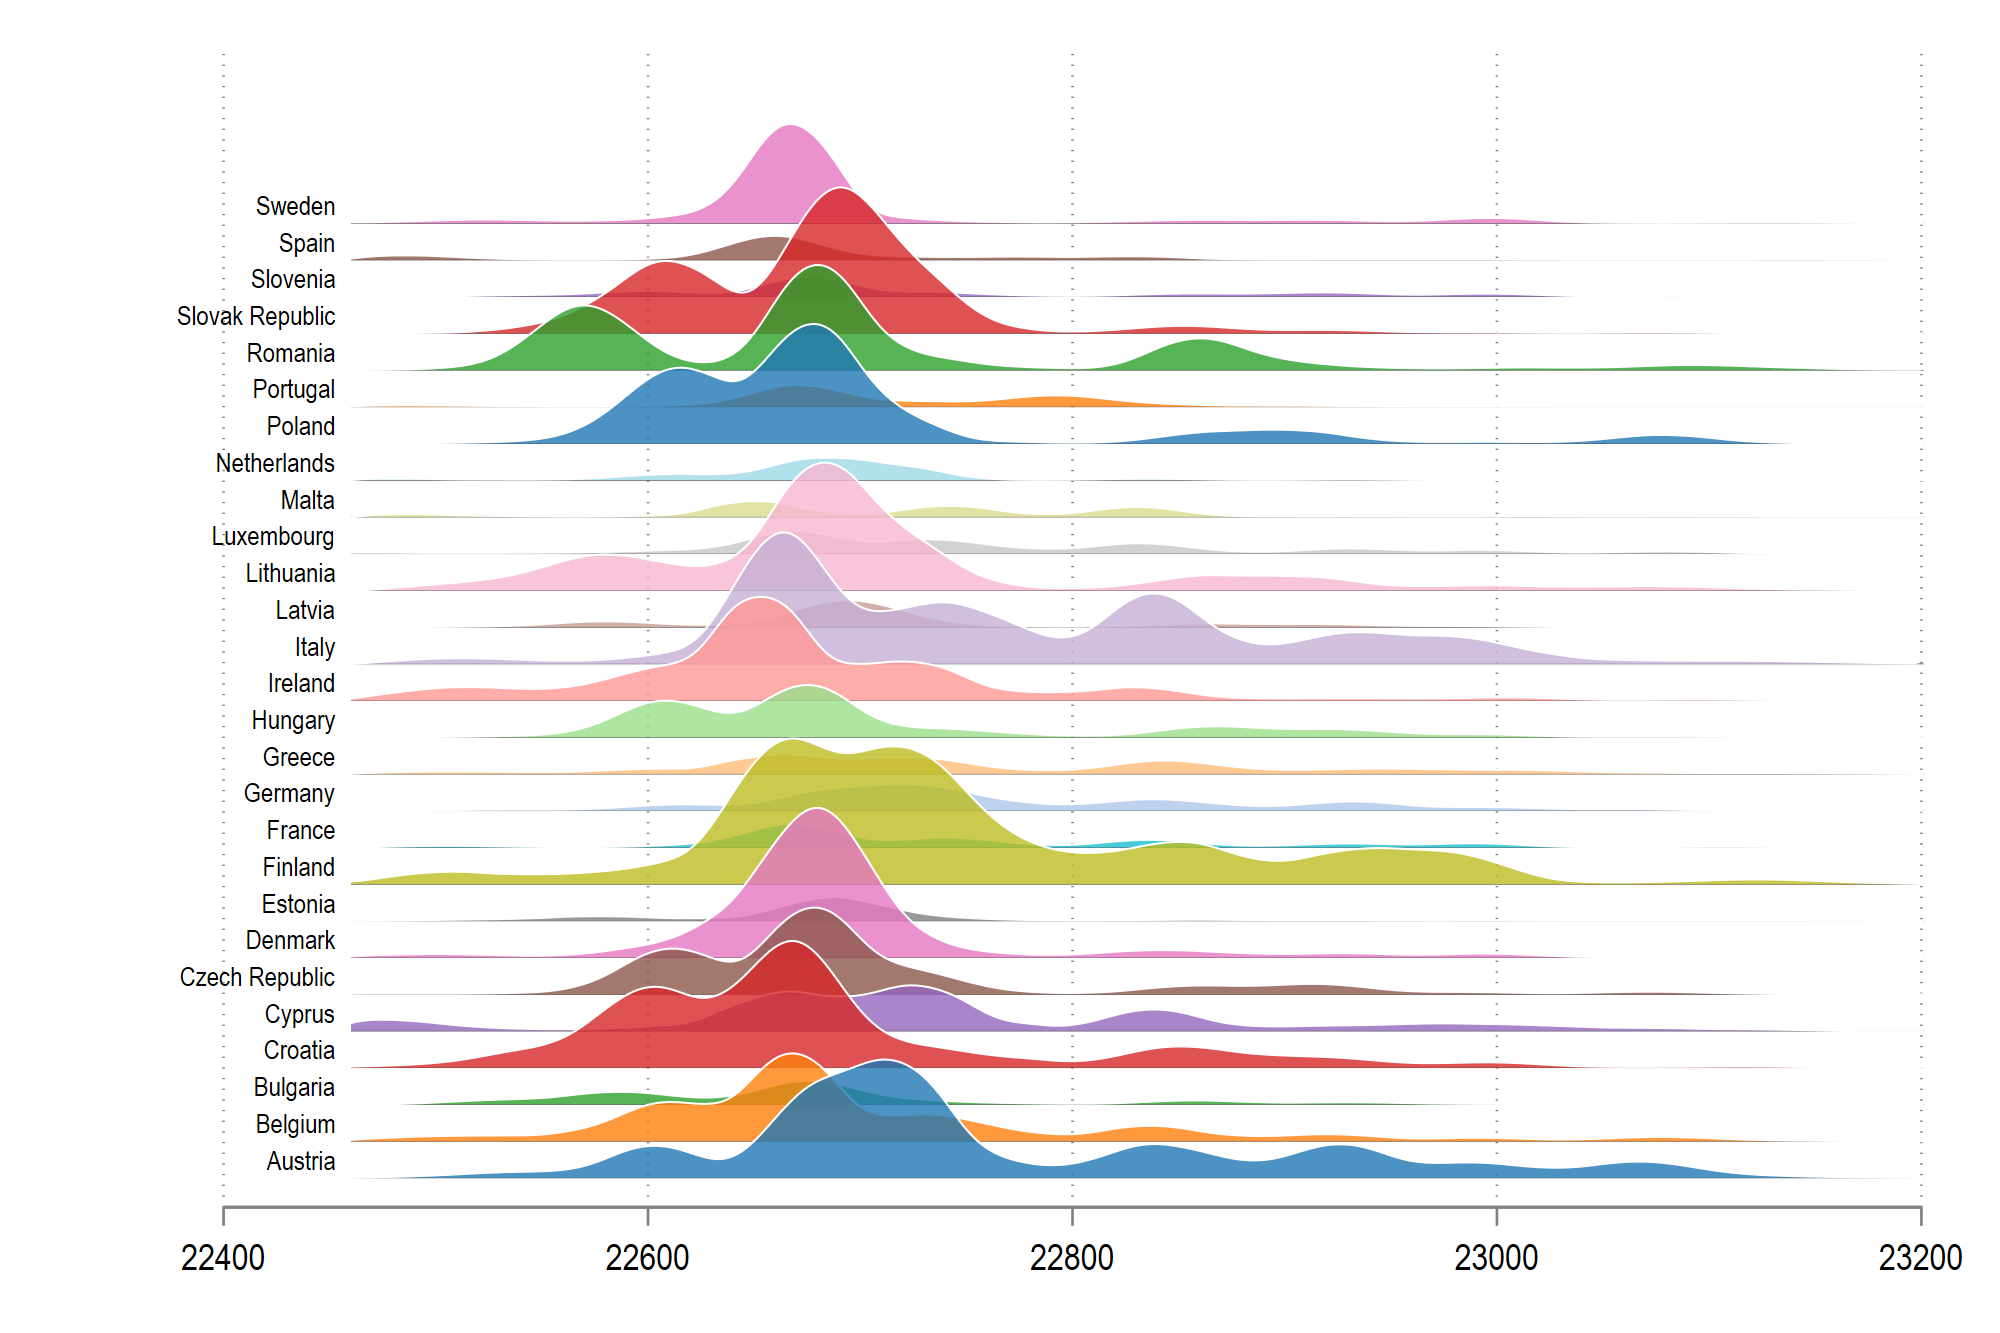 Sweden
Spain
Slovenia
Slovak Republic
Romania
Portugal
Poland
Netherlands
Malta
Luxembourg
Lithuania
Latvia
Italy
Ireland
Hungary
Greece
Germany
France
Finland
Estonia
Denmark
Czech Republic
Cyprus
Croatia
Bulgaria
Belgium
Austria
22400 22600 22800 23000 23200